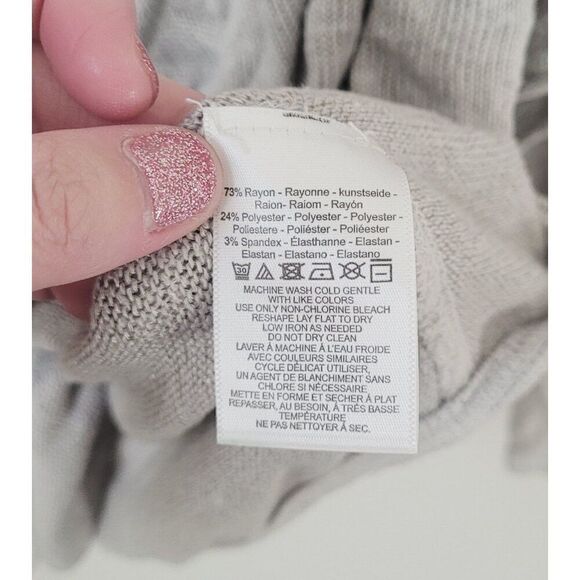 73% Rayon - Rayonne - kunstseide -
Raion- Raiom - Rayón
24% Polyester - Polyester - Polyester -
Poliestere - Poliéster - Poliéester
3% Spandex - Élasthanne - Elastan -
Elastan - Elastano - Elastano
30
MACHINE WASH COLD GENTLE
WITH LIKE COLORS
USE ONLY NON-CHLORINE BLEACH
RESHAPE LAY FLAT TO DRY
LOW IRON AS NEEDED
DO NOT DRY CLEAN
LAVER À MACHINE À L'EAU FROIDE
AVEC COULEURS SIMILAIRES
CYCLE DÉLICAT UTILISER,
UN AGENT DE BLANCHIMENT SANS
CHLORE SI NÉCESSAIRE
METTE EN FORME ET SÉCHER À PLAT
REPASSER, AU BESOIN, À TRÈS BASSE
TEMPÉRATURE
NE PAS NETTOYER À SEC.